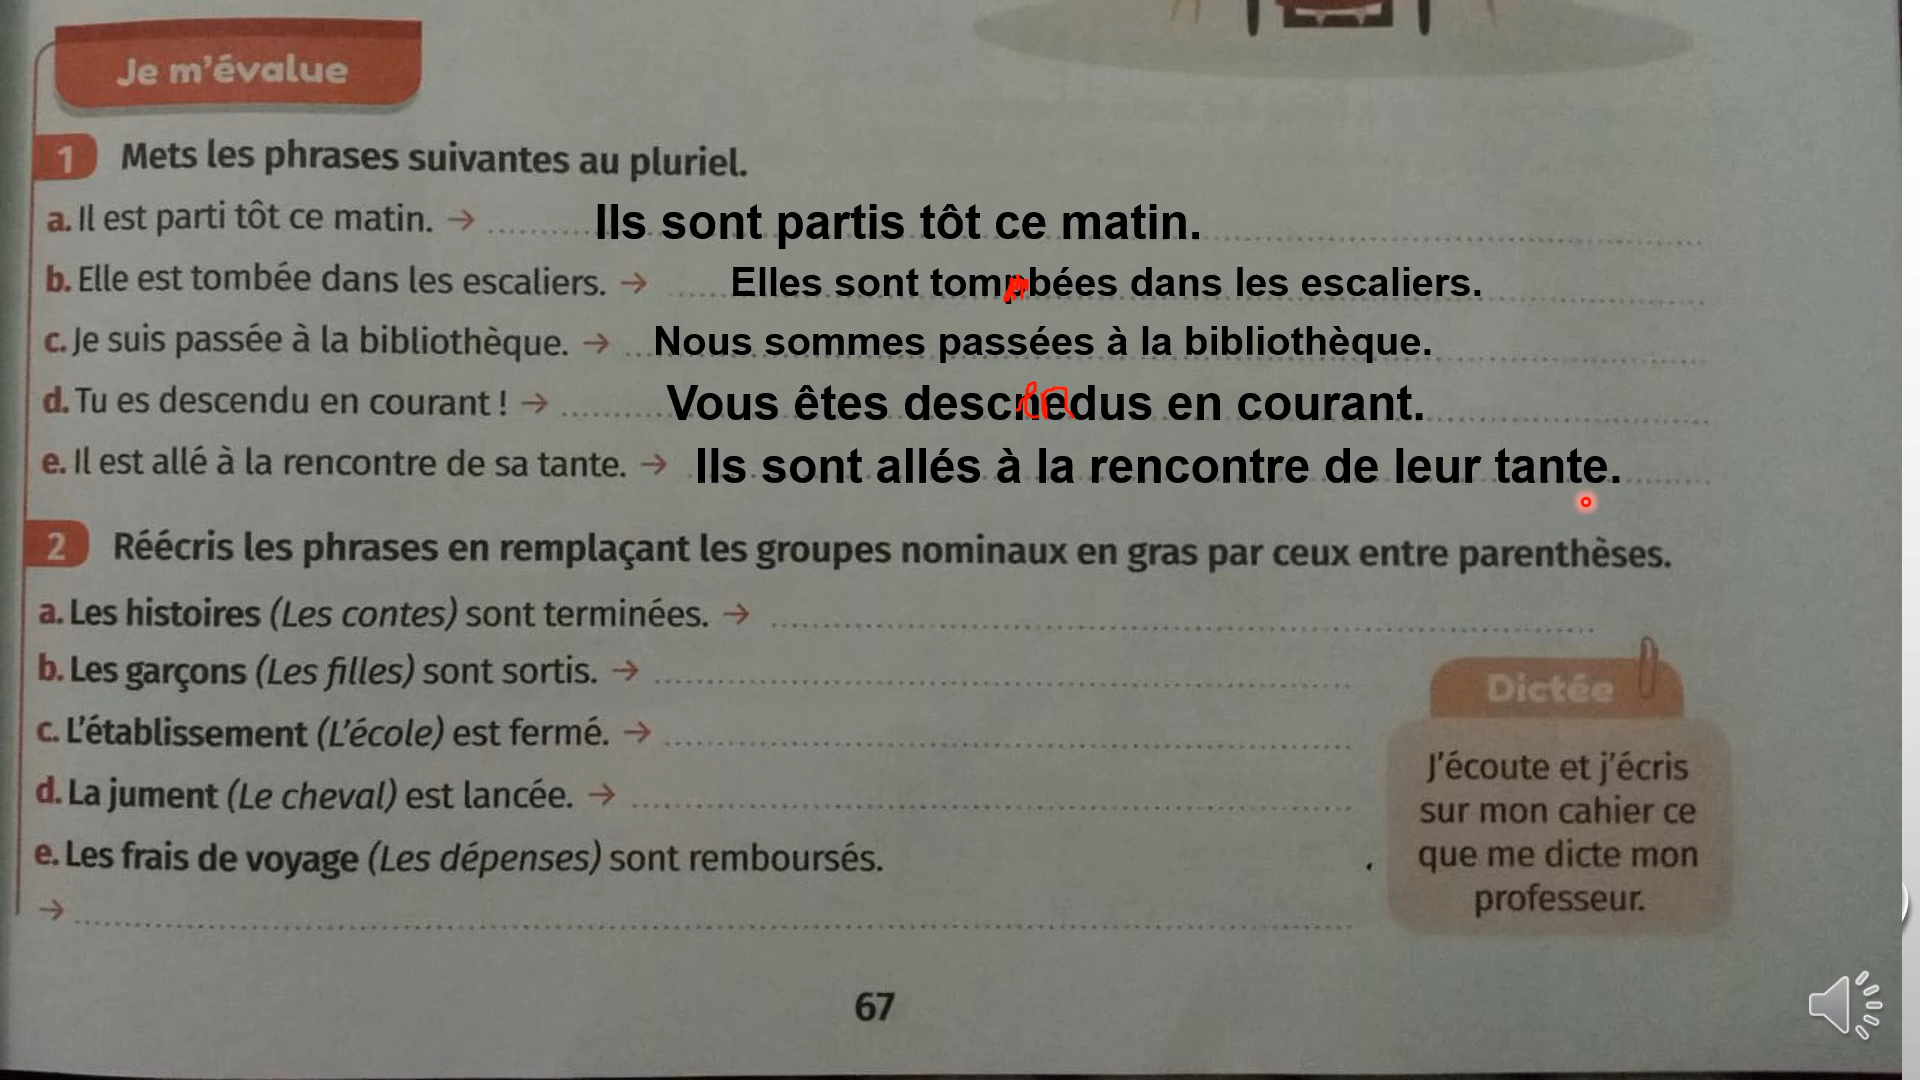 Je m'évalue
1 Mets les phrases suivantes au pluriel.
a. Il est parti tôt ce matin. → Ils sont partis tôt ce matin.
b. Elle est tombée dans les escaliers. → Elles sont tompbées dans les escaliers.
c. Je suis passée à la bibliothèque. → Nous sommes passées à la bibliothèque.
d. Tu es descendu en courant ! → Vous êtes descnedus en courant.
en
e. Il est allé à la rencontre de sa tante. → Ils sont allés à la rencontre de leur tante.
2 Réécris les phrases en remplaçant les groupes nominaux en gras par ceux entre parenthèses.
a. Les histoires (Les contes) sont terminées. →
b. Les garçons (Les filles) sont sortis. →
c. L'établissement (L'école) est fermé. →
d. La jument (Le cheval) est lancée. →
e. Les frais de voyage (Les dépenses) sont remboursés.
→
Dictée
J'écoute et j'écris
sur mon cahier ce
que me dicte mon
professeur.
67